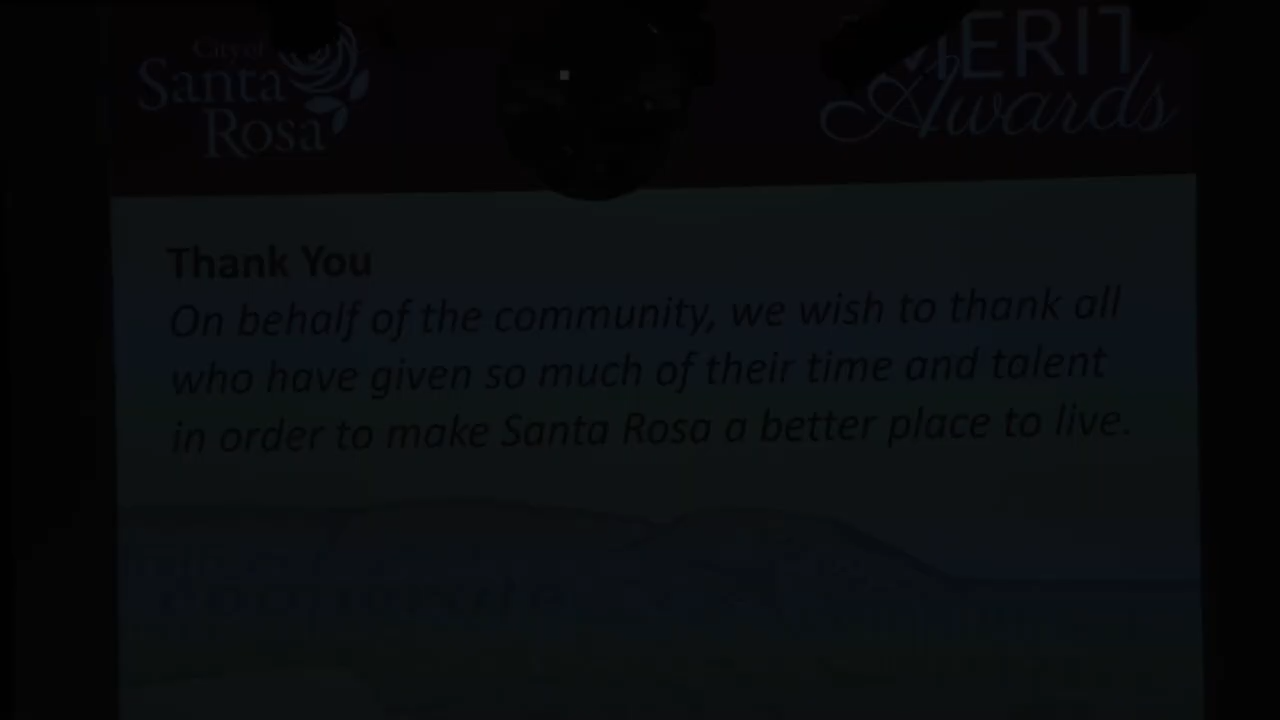 City of
Santa
Rosa
MERIT
Awards
Thank You
On behalf of the community, we wish to thank all
who have given so much of their time and talent
in order to make Santa Rosa a better place to live.